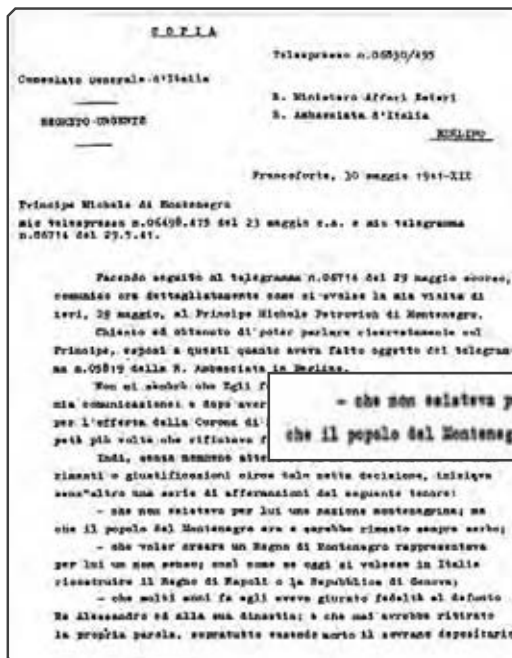 COPIA
Telespresso n.06830/495
Consolato Generale d'Italia
R. Ministero Affari Esteri
SEGRETO-URGENTE
R. Ambasciata d'Italia
BERLINO
Francoforte, 30 maggio 1941-XIX
Principe Michele di Montenegro
mio telespresso n.06498.475 del 23 maggio c.a. e mio telegramma
n.06714 del 29.5.41.
Facendo seguito al telegramma n.06714 del 29 maggio scorso,
comunico ora dettagliatamente come si svolse la mia visita di
ieri, 29 maggio, al Principe Michele Petrovich di Montenegro.
Chiesto ed ottenuto di poter parlare riservatamente col
Principe, esposi a questi quanto aveva fatto oggetto del telegram-
ma n.05819 della R. Ambasciata in Berlino.
Non mi sembrò che Egli f
mia comunicazione: e dopo aver
per l'offerta della Corona di
petè più volte che rifiutava f
- che non esisteva p
che il popolo del Monteneg
Indi, senza nemmeno atte
rimenti o giustificazioni circa tale netta decisione, iniziava
senz'altro una serie di affermazioni del seguente tenore:
- che non esisteva per lui una nazione montenegrina; ma
che il popolo del Montenegro era e sarebbe rimasto sempre serbo;
- che voler creare un Regno di Montenegro rappresentava
per lui un non senso; così come se oggi si volesse in Italia
ricostruire il Regno di Napoli o la Repubblica di Genova;
- che molti anni fa egli aveva giurato fedeltà al defunto
Re Alessandro ed alla sua dinastia; e che mai avrebbe ritirato
la propria parola, sopratutto essendo morto il sovrano depositario